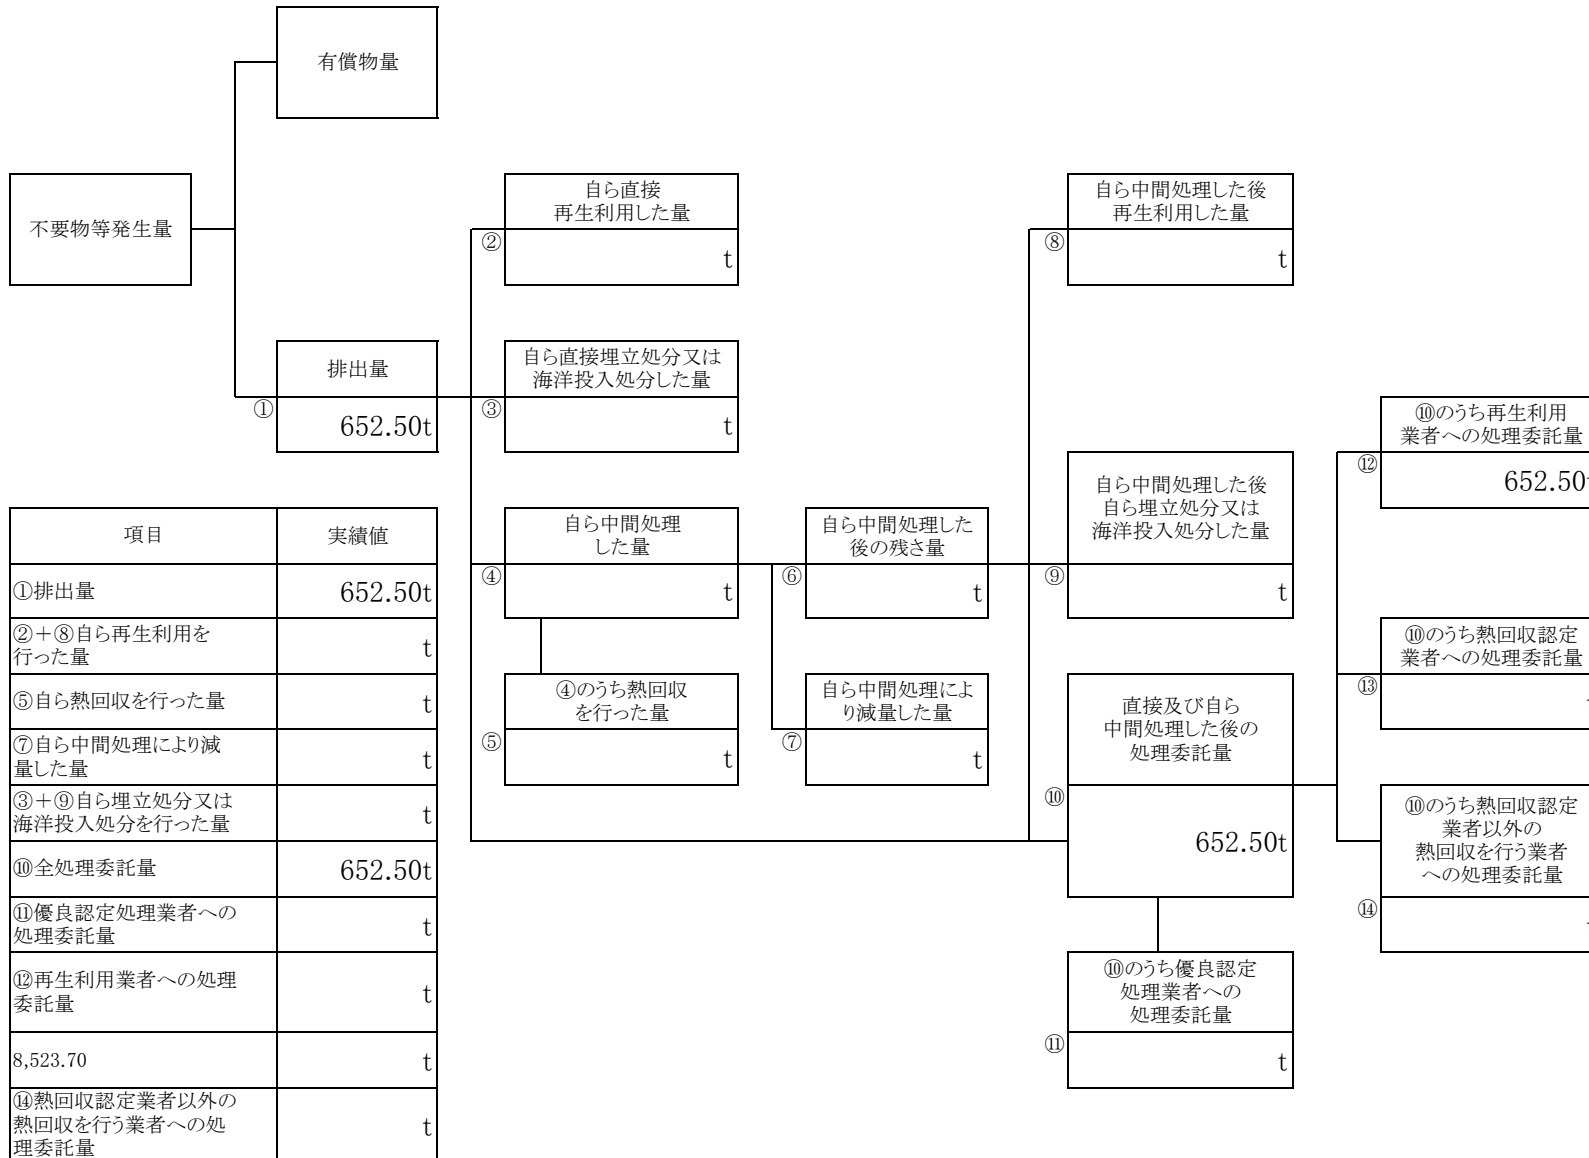 有償物量
不要物等発生量
排出量
①
652.50t
自ら直接
再生利用した量
②
t
自ら直接埋立処分又は
海洋投入処分した量
③
t
自ら中間処理
した量
④
t
④のうち熱回収
を行った量
⑤
t
自ら中間処理した
後の残さ量
⑥
t
自ら中間処理によ
り減量した量
⑦
t
自ら中間処理した後
再生利用した量
⑧
t
自ら中間処理した後
自ら埋立処分又は
海洋投入処分した量
⑨
t
直接及び自ら
中間処理した後の
処理委託量
⑩
652.50t
⑩のうち優良認定
処理業者への
処理委託量
⑪
t
⑩のうち再生利用
業者への処理委託量
⑫
652.50t
⑩のうち熱回収認定
業者への処理委託量
⑬
⑩のうち熱回収認定
業者以外の
熱回収を行う業者
への処理委託量
⑭
項目 実績値
①排出量 652.50t
②＋⑧自ら再生利用を
行った量 t
⑤自ら熱回収を行った量 t
⑦自ら中間処理により減
量した量 t
③＋⑨自ら埋立処分又は
海洋投入処分を行った量 t
⑩全処理委託量 652.50t
⑪優良認定処理業者への
処理委託量 t
⑫再生利用業者への処理
委託量 t
8,523.70 t
⑭熱回収認定業者以外の
熱回収を行う業者への処
理委託量 t